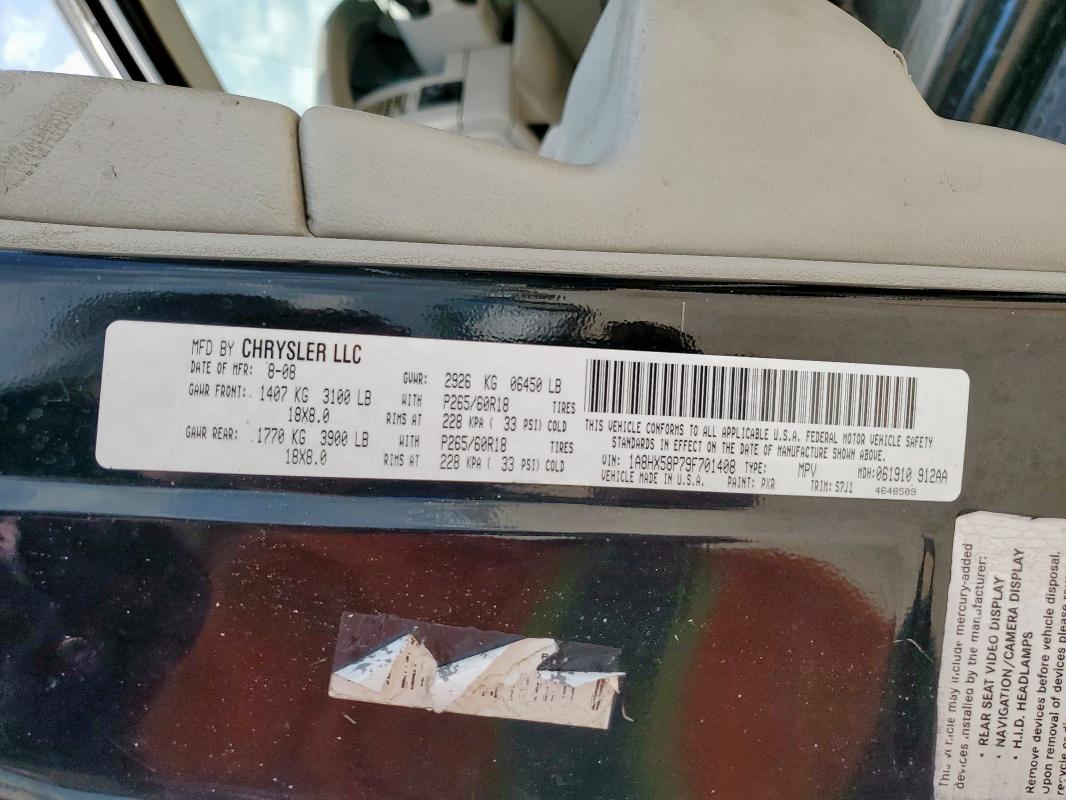 MFD BY CHRYSLER LLC
DATE OF MFR: 8-08
GVWR: 2926 KG 06450 LB
GAWR FRONT: 1407 KG 3100 LB WITH P265/60R18 TIRES
18X8.0 RIMS AT 228 KPA ( 33 PSI) COLD
GAWR REAR: 1770 KG 3900 LB WITH P265/60R18 TIRES
18X8.0 RIMS AT 228 KPA ( 33 PSI) COLD
THIS VEHICLE CONFORMS TO ALL APPLICABLE U.S.A. FEDERAL MOTOR VEHICLE SAFETY
STANDARDS IN EFFECT ON THE DATE OF MANUFACTURE SHOWN ABOVE.
VIN: 1A8HX58P79F701408 TYPE: MPV MDH:061910 912AA
VEHICLE MADE IN U.S.A. PAINT: PXR TRIM: S7J1 4648509
This vehicle may include mercury-added
devices installed by the manufacturer:
• REAR SEAT VIDEO DISPLAY
• NAVIGATION/CAMERA DISPLAY
• H.I.D. HEADLAMPS
Remove devices before vehicle disposal.
Upon removal of devices please